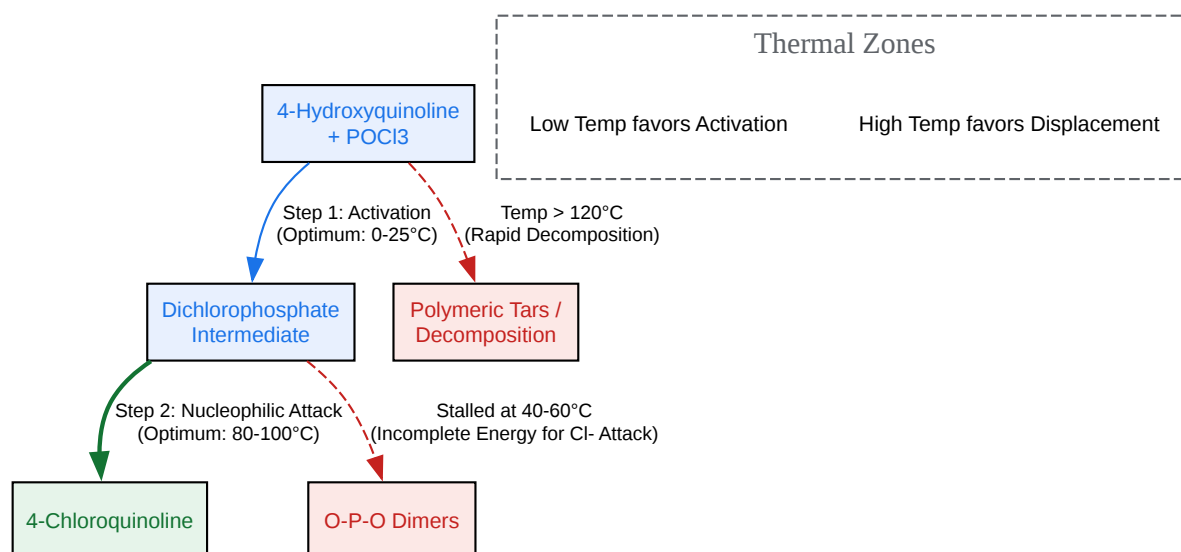 Thermal Zones
4-Hydroxyquinoline
+ POCl3
Low Temp favors Activation
High Temp favors Displacement
Step 1: Activation
(Optimum: 0-25°C)
Temp > 120°C
(Rapid Decomposition)
Dichlorophosphate
Intermediate
Polymeric Tars /
Decomposition
Step 2: Nucleophilic Attack
(Optimum: 80-100°C)
Stalled at 40-60°C
(Incomplete Energy for Cl- Attack)
4-Chloroquinoline
O-P-O Dimers